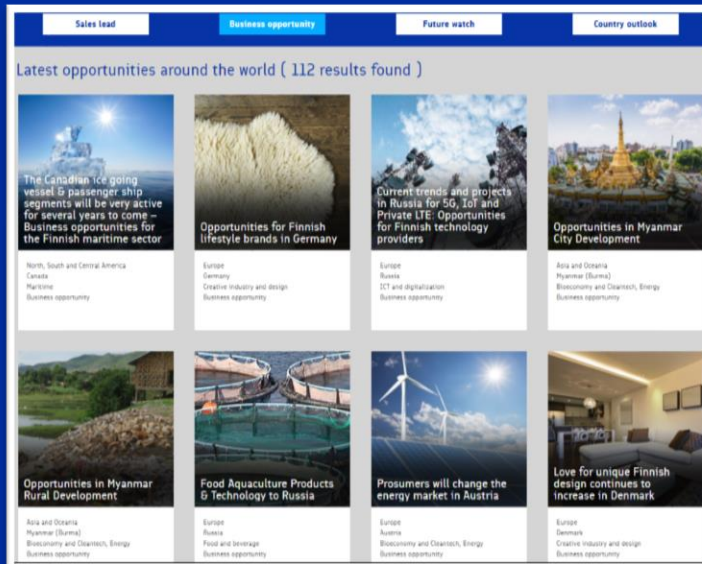 Sales lead
Business opportunity
Future watch
Country outlook
Latest opportunities around the world ( 112 results found )
The Canadian ice going
vessel & passenger ship
segments will be very active
for several years to come –
Business opportunities for
the Finnish maritime sector
North, South and Central America
Canada
Maritime
Business opportunity
Opportunities for Finnish
lifestyle brands in Germany
Europe
Germany
Creative industry and design
Business opportunity
Current trends and projects
in Russia for 5G, IoT and
Private LTE: Opportunities
for Finnish technology
providers
Europe
Russia
ICT and digitalization
Business opportunity
Opportunities in Myanmar
City Development
Asia and Oceania
Myanmar (Burma)
Bioeconomy and Cleantech, Energy
Business opportunity
Opportunities in Myanmar
Rural Development
Asia and Oceania
Myanmar (Burma)
Bioeconomy and Cleantech, Energy
Business opportunity
Food Aquaculture Products
& Technology to Russia
Europe
Russia
Food and beverage
Business opportunity
Prosumers will change the
energy market in Austria
Europe
Austria
Bioeconomy and Cleantech, Energy
Business opportunity
Love for unique Finnish
design continues to
increase in Denmark
Europe
Denmark
Creative industry and design
Business opportunity